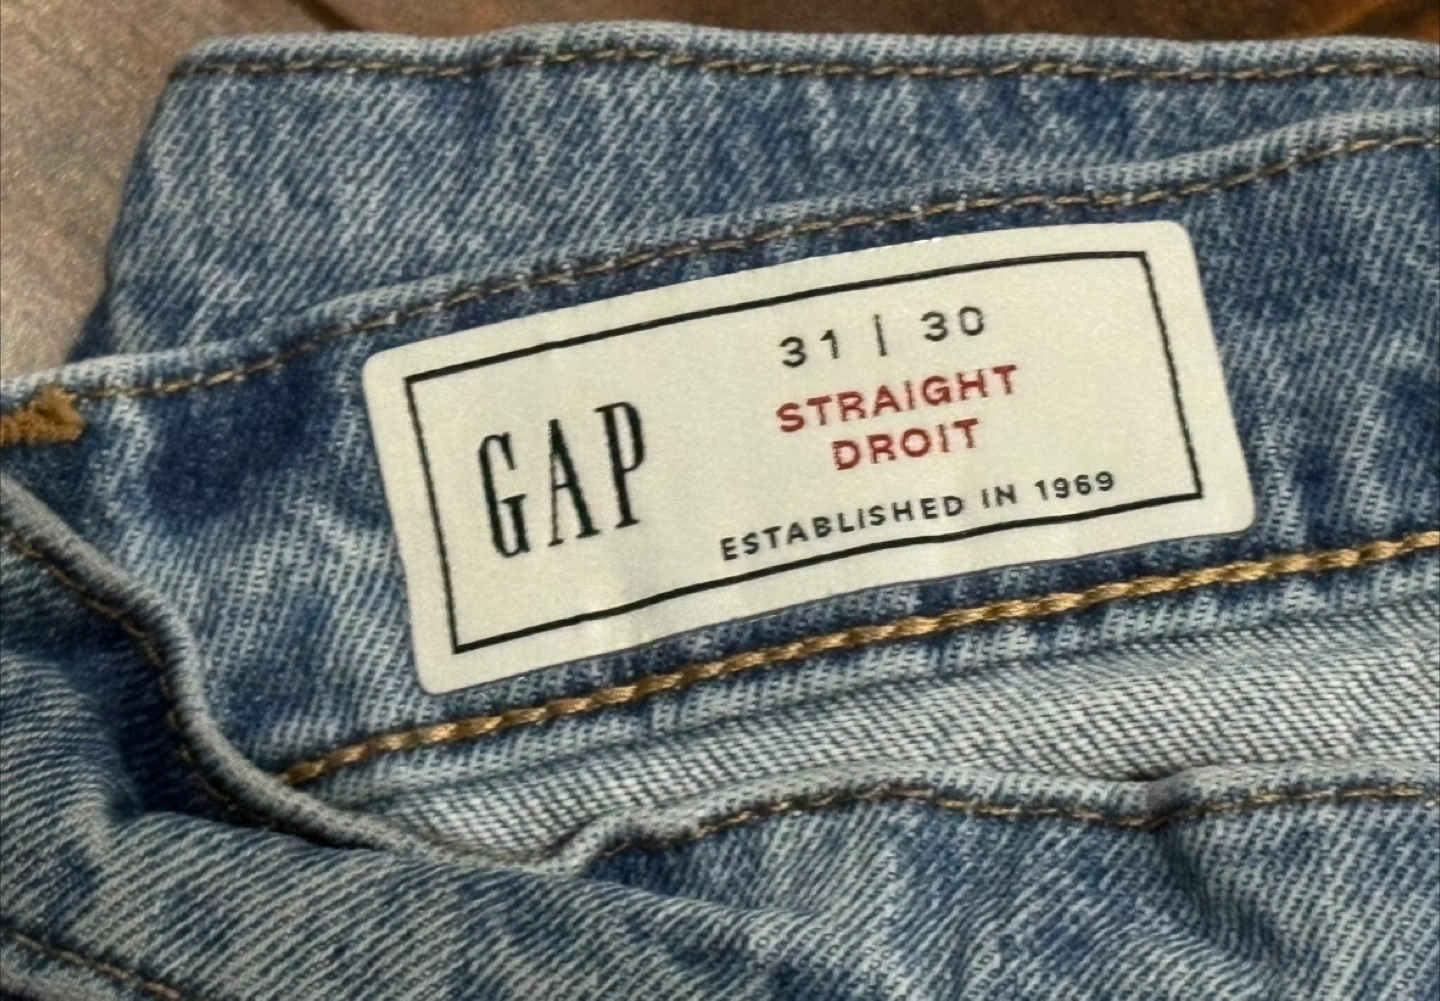 GAP
31 | 30
STRAIGHT
DROIT
ESTABLISHED IN 1969